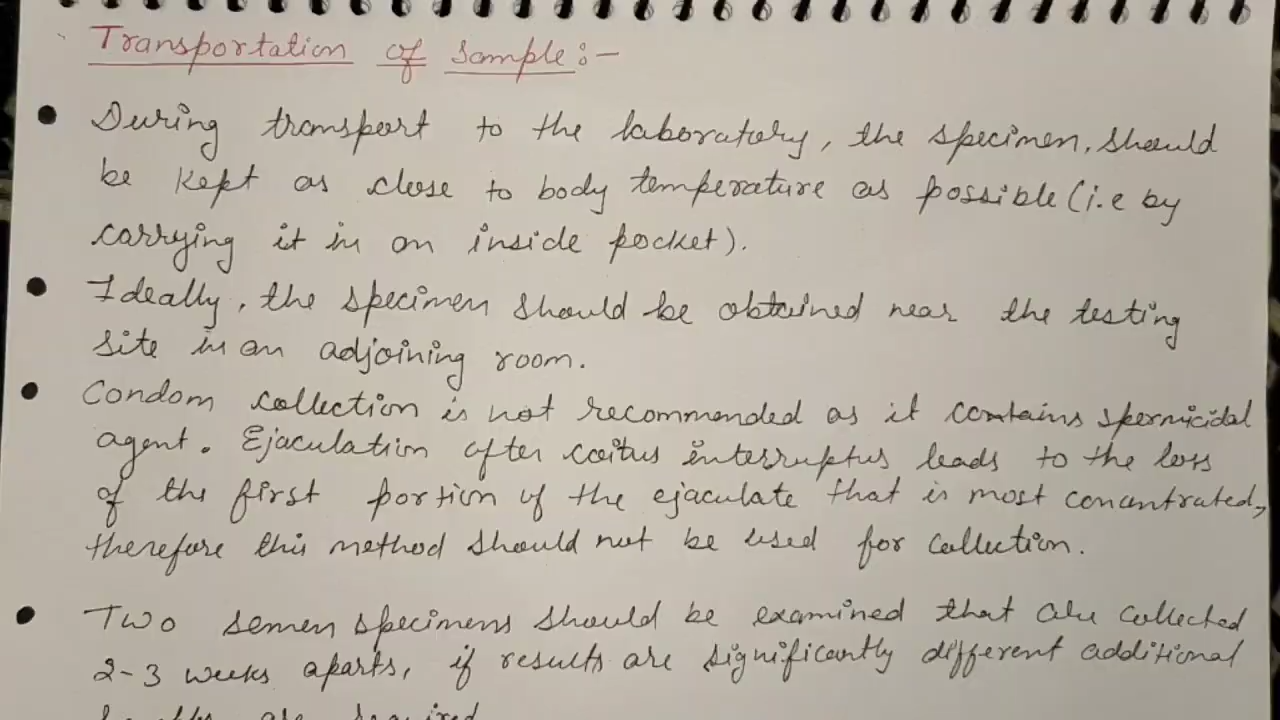 Transportation of Sample:-
• During transport to the laboratory, the specimen, should
be kept as close to body temperature as possible (i.e by
carrying it in an inside pocket).
• Ideally, the specimen should be obtained near the testing
site in an adjoining room.
• Condom collection is not recommended as it contains spermicidal
agent. Ejaculation after coitus interruptus leads to the loss
of the first portion of the ejaculate that is most concentrated,
therefore this method should not be used for collection.
• Two semen specimens should be examined that are collected
2-3 weeks aparts, if results are significantly different additional
are required